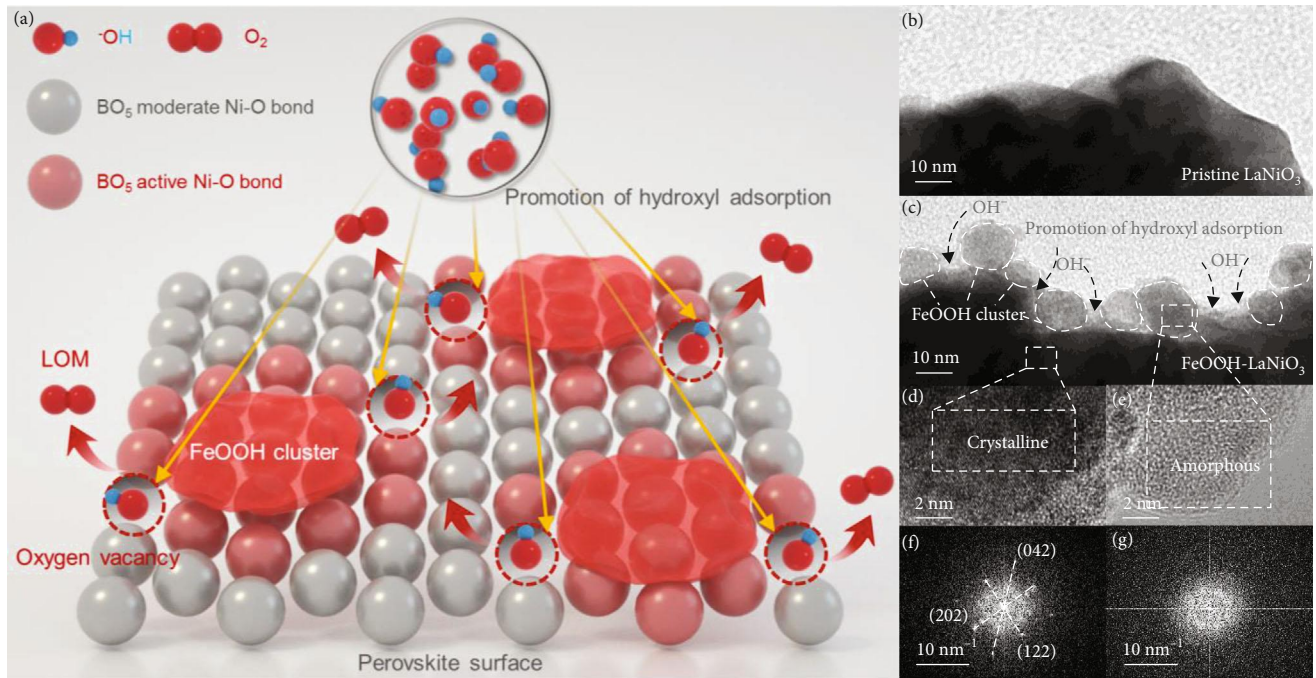 (a)
⁻OH
O₂
BO₅ moderate Ni-O bond
BO₅ active Ni-O bond
Promotion of hydroxyl adsorption
LOM
FeOOH cluster
Oxygen vacancy
Perovskite surface
(b)
10 nm
Pristine LaNiO₃
(c)
OH⁻
Promotion of hydroxyl adsorption
OH⁻
OH⁻
FeOOH cluster
10 nm
FeOOH-LaNiO₃
(d)
Crystalline
2 nm
(e)
Amorphous
2 nm
(f)
(042)
(202)
(122)
10 nm⁻¹
(g)
10 nm⁻¹